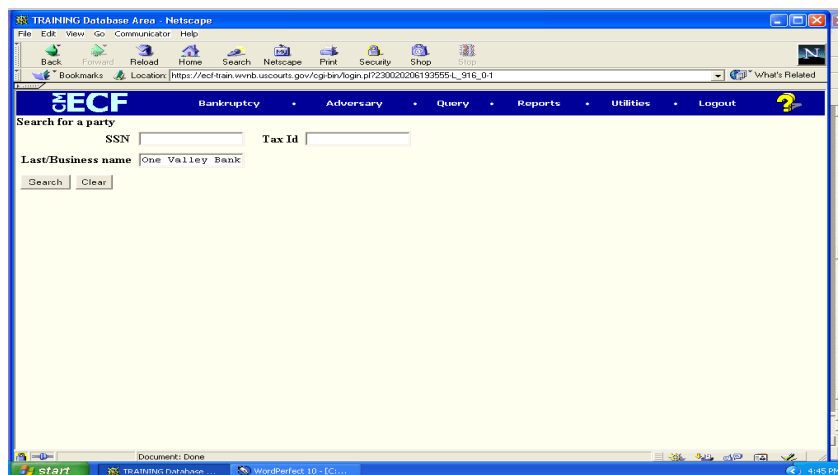 TRAINING Database Area - Netscape
File Edit View Go Communicator Help
Back Forward Reload Home Search Netscape Print Security Shop Stop
Bookmarks Location: https://ecf-train.wvnb.uscourts.gov/cgi-bin/login.pl?230020206193555-L_916_0-1 What's Related
CM ECF Bankruptcy • Adversary • Query • Reports • Utilities • Logout ?
Search for a party
SSN Tax Id
Last/Business name One Valley Bank
Search Clear
Document: Done
start TRAINING Database ... WordPerfect 10 - [C:... 4:45 PM